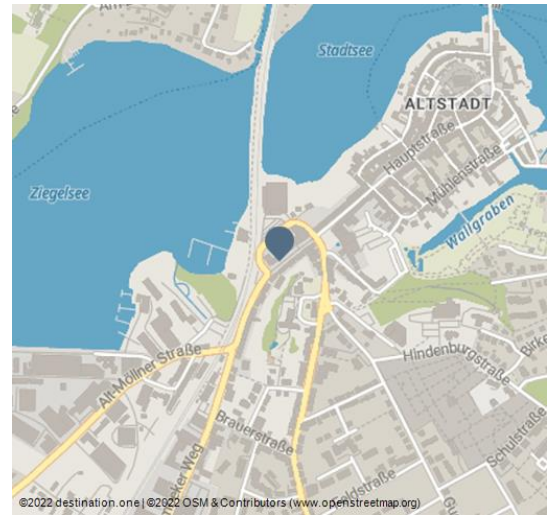 Stadtsee
ALTSTADT
Hauptstraße
Mühlenstraße
Ziegelsee
Wallgraben
Alt-Möllner Straße
Hindenburgstraße
Brauerstraße
Schulstraße
©2022 destination.one | ©2022 OSM & Contributors (www.openstreetmap.org)